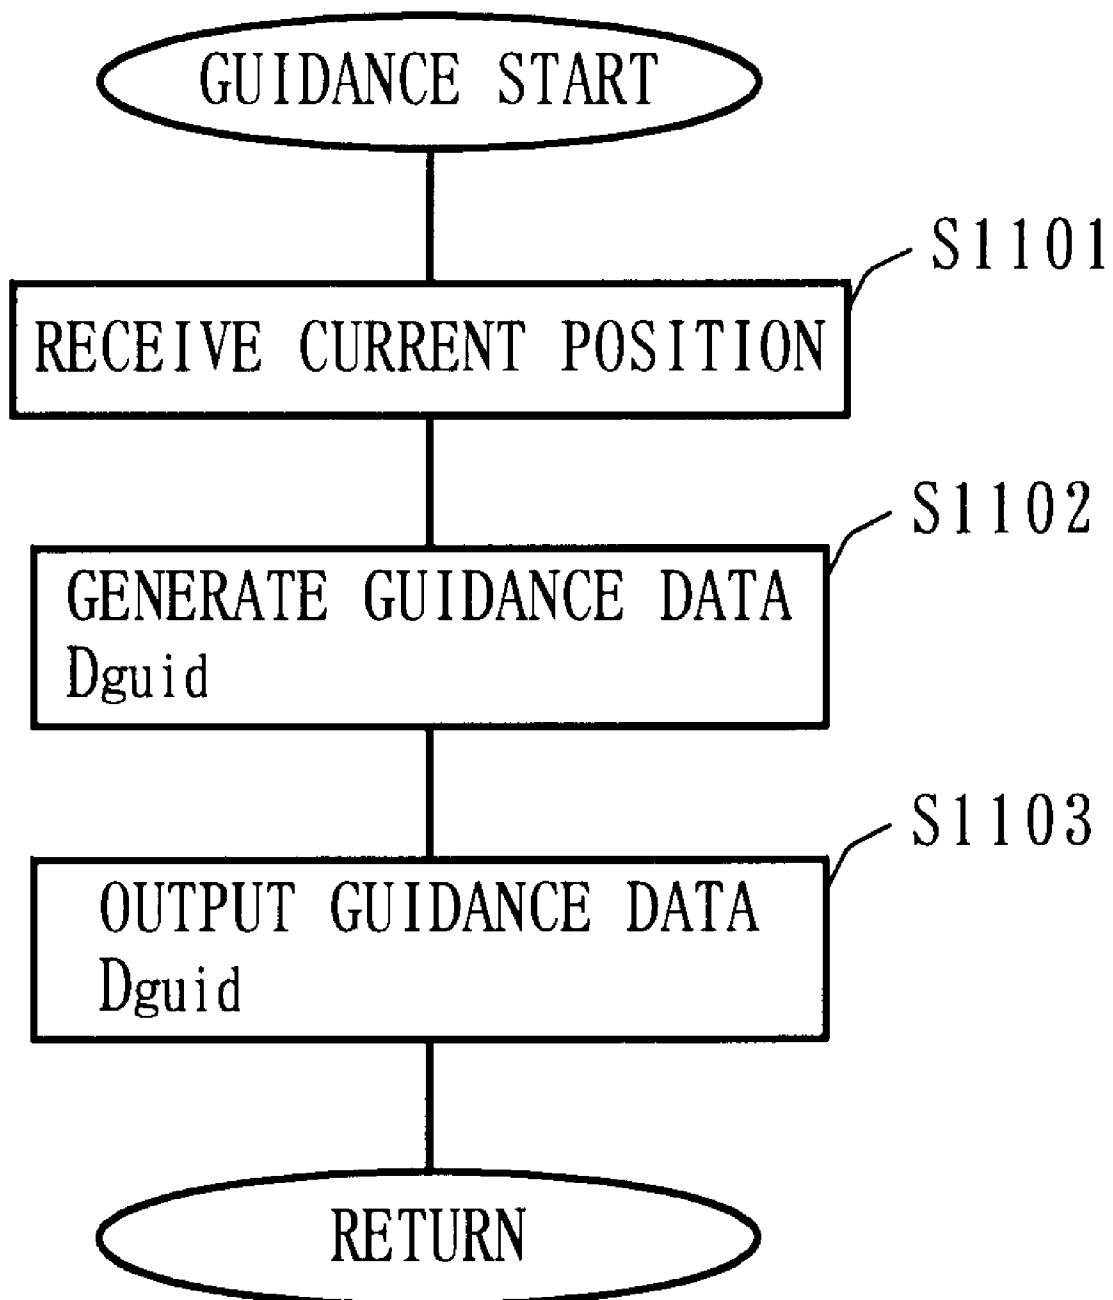 GUIDANCE START
S1101
RECEIVE CURRENT POSITION
S1102
GENERATE GUIDANCE DATA
Dguid
S1103
OUTPUT GUIDANCE DATA
Dguid
RETURN